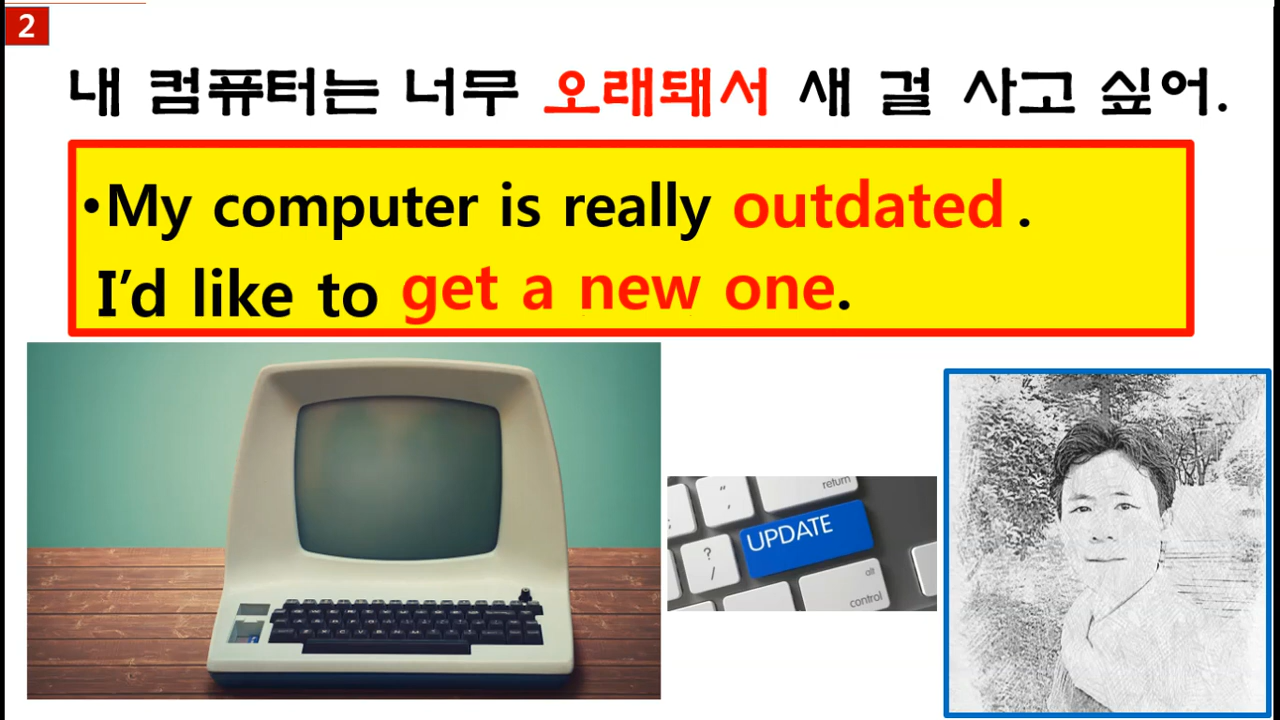 2
내 컴퓨터는 너무 오래돼서 새 걸 사고 싶어.
•My computer is really outdated .
I’d like to get a new one.
return
“
,
UPDATE
?
/
alt
control